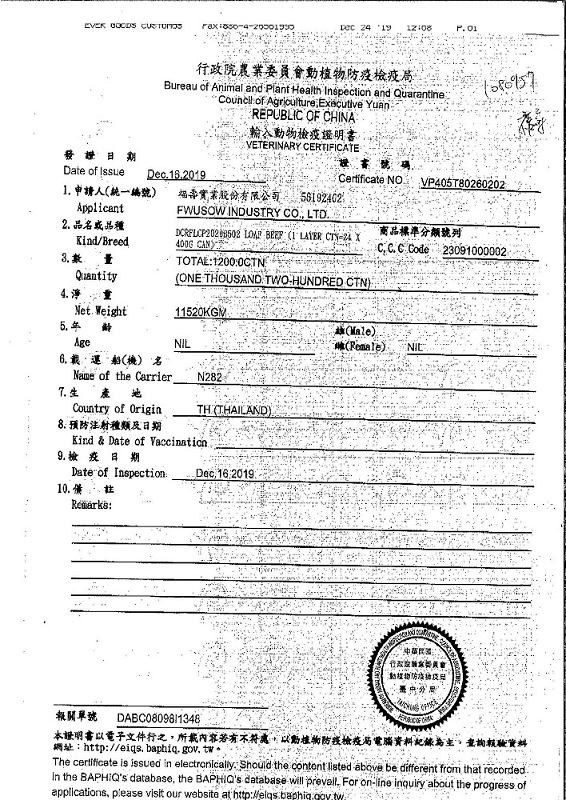 EVER GOODS CUSTOMOS Fax:886-4-26561990 Dec 24 '19 12:08 P.01
行政院農業委員會動植物防疫檢疫局
Bureau of Animal and Plant Health Inspection and Quarantine
Council of Agriculture,Executive Yuan
REPUBLIC OF CHINA
輸入動物檢疫證明書
VETERINARY CERTIFICATE
1080957
發證日期
Date of Issue Dec.16.2019
證書號碼
Certificate NO. VP405T80260202
1.申請人(統一編號) 福壽實業股份有限公司 56192402
Applicant FWUSOW INDUSTRY CO., LTD.
2.品名或品種 DCRFLCP20268502 LOAF BEEF (1 LAYER CTN-24 X 400G CAN)
Kind/Breed
商品標準分類號列
C.C.C Code 23091000002
3.數量 TOTAL:1200.0CTN
Quantity (ONE THOUSAND TWO-HUNDRED CTN)
4.淨重
Net Weight 11520KGM
5.年齡 雄(Male)
Age NIL 雌(Female) NIL
6.載運船(機)名
Name of the Carrier N282
7.生產地
Country of Origin TH (THAILAND)
8.預防注射種類及日期
Kind & Date of Vaccination
9.檢疫日期
Date of Inspection Dec.16.2019
10.備註
Remarks:
中華民國
行政院農業委員會
動植物防疫檢疫局
臺中分局
TAICHUNG OFFICE
REPUBLIC OF CHINA
報關單號 DABC08098I1348
本證明書以電子文件行之，所載內容若有不符處，以動植物防疫檢疫局電腦資料紀錄為主，查詢報驗資料
網址：http://eiqs.baphiq.gov.tw。
The certificate is issued in electronically. Should the content listed above be different from that recorded
in the BAPHIQ's database, the BAPHIQ's database will prevail. For on-line inquiry about the progress of
applications, please visit our website at http://eiqs.baphiq.gov.tw.